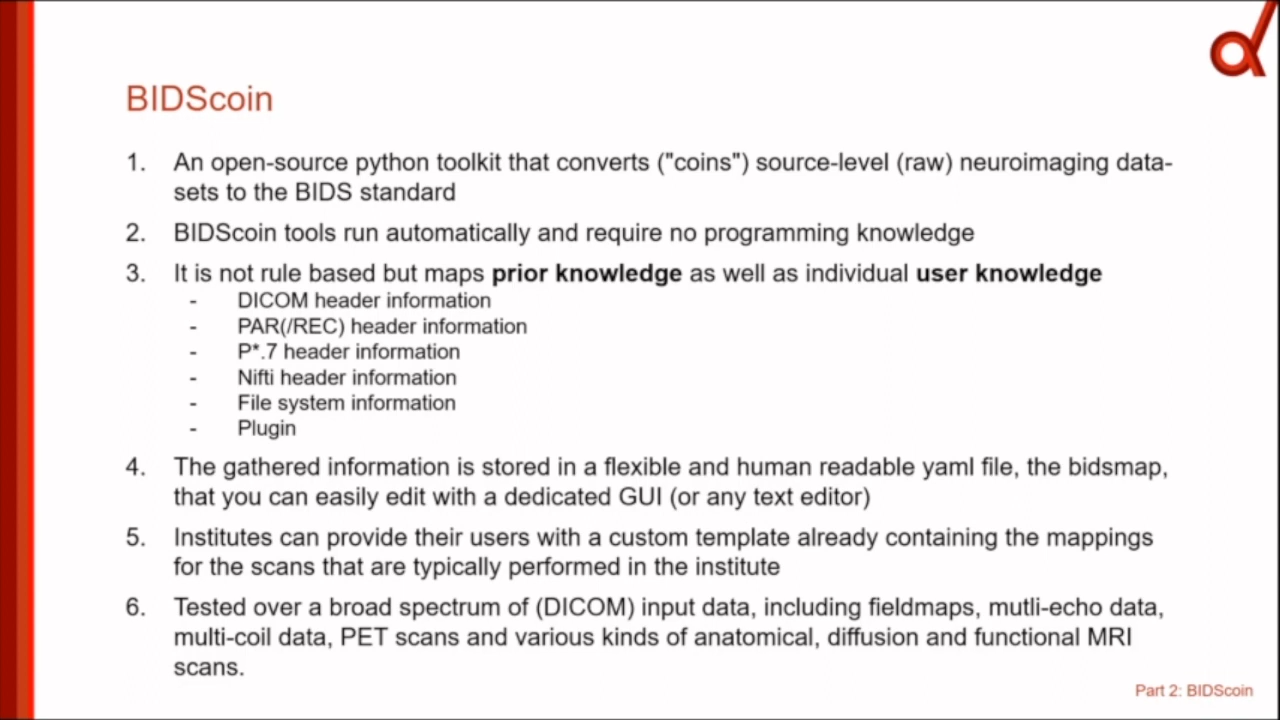 BIDScoin
1. An open-source python toolkit that converts ("coins") source-level (raw) neuroimaging data-
sets to the BIDS standard
2. BIDScoin tools run automatically and require no programming knowledge
3. It is not rule based but maps prior knowledge as well as individual user knowledge
- DICOM header information
- PAR(/REC) header information
- P*.7 header information
- Nifti header information
- File system information
- Plugin
4. The gathered information is stored in a flexible and human readable yaml file, the bidsmap,
that you can easily edit with a dedicated GUI (or any text editor)
5. Institutes can provide their users with a custom template already containing the mappings
for the scans that are typically performed in the institute
6. Tested over a broad spectrum of (DICOM) input data, including fieldmaps, mutli-echo data,
multi-coil data, PET scans and various kinds of anatomical, diffusion and functional MRI
scans.
Part 2: BIDScoin